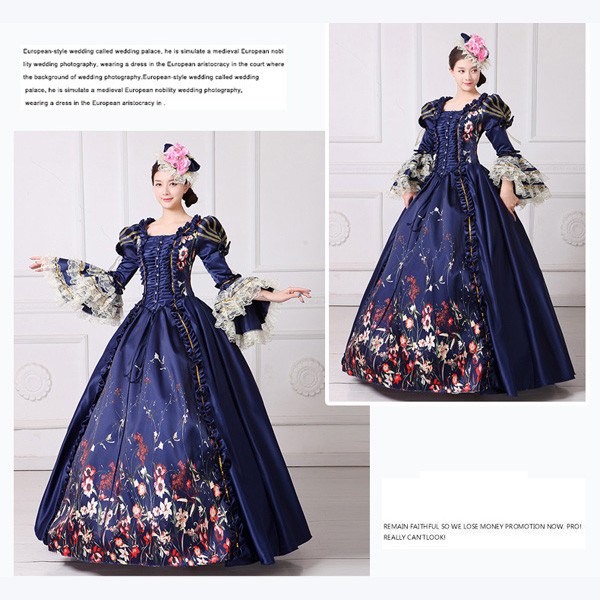 European-style wedding called wedding palace, he is simulate a medieval European nobi
lity wedding photography, wearing a dress in the European aristocracy in the court where
the background of wedding photography.European-style wedding called wedding
palace, he is simulate a medieval European nobility wedding photography,
wearing a dress in the European aristocracy in .
REMAIN FAITHFUL SO WE LOSE MONEY PROMOTION NOW. PRO!
REALLY CAN'TLOOK!